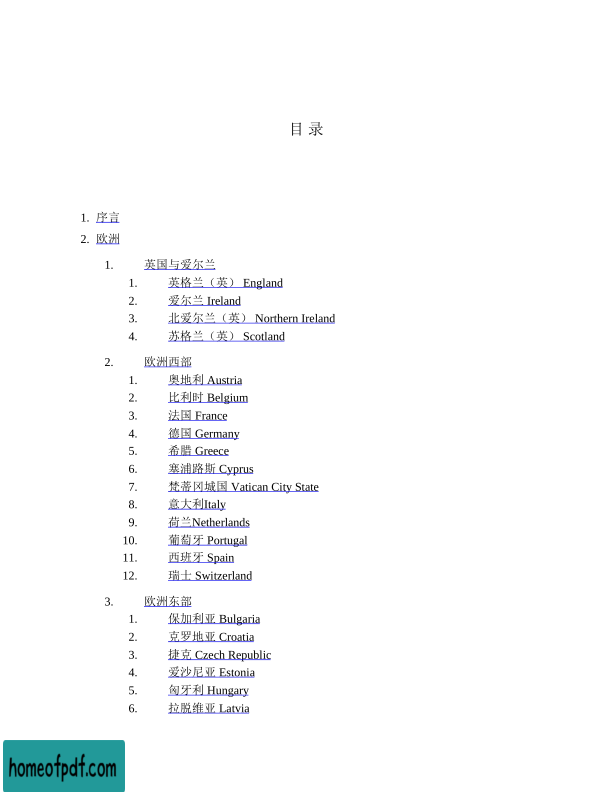 目 录
1. 序言
2. 欧洲
1. 英国与爱尔兰
1. 英格兰（英） England
2. 爱尔兰 Ireland
3. 北爱尔兰（英） Northern Ireland
4. 苏格兰（英） Scotland
2. 欧洲西部
1. 奥地利 Austria
2. 比利时 Belgium
3. 法国 France
4. 德国 Germany
5. 希腊 Greece
6. 塞浦路斯 Cyprus
7. 梵蒂冈城国 Vatican City State
8. 意大利Italy
9. 荷兰Netherlands
10. 葡萄牙 Portugal
11. 西班牙 Spain
12. 瑞士 Switzerland
3. 欧洲东部
1. 保加利亚 Bulgaria
2. 克罗地亚 Croatia
3. 捷克 Czech Republic
4. 爱沙尼亚 Estonia
5. 匈牙利 Hungary
6. 拉脱维亚 Latvia
homeofpdf.com